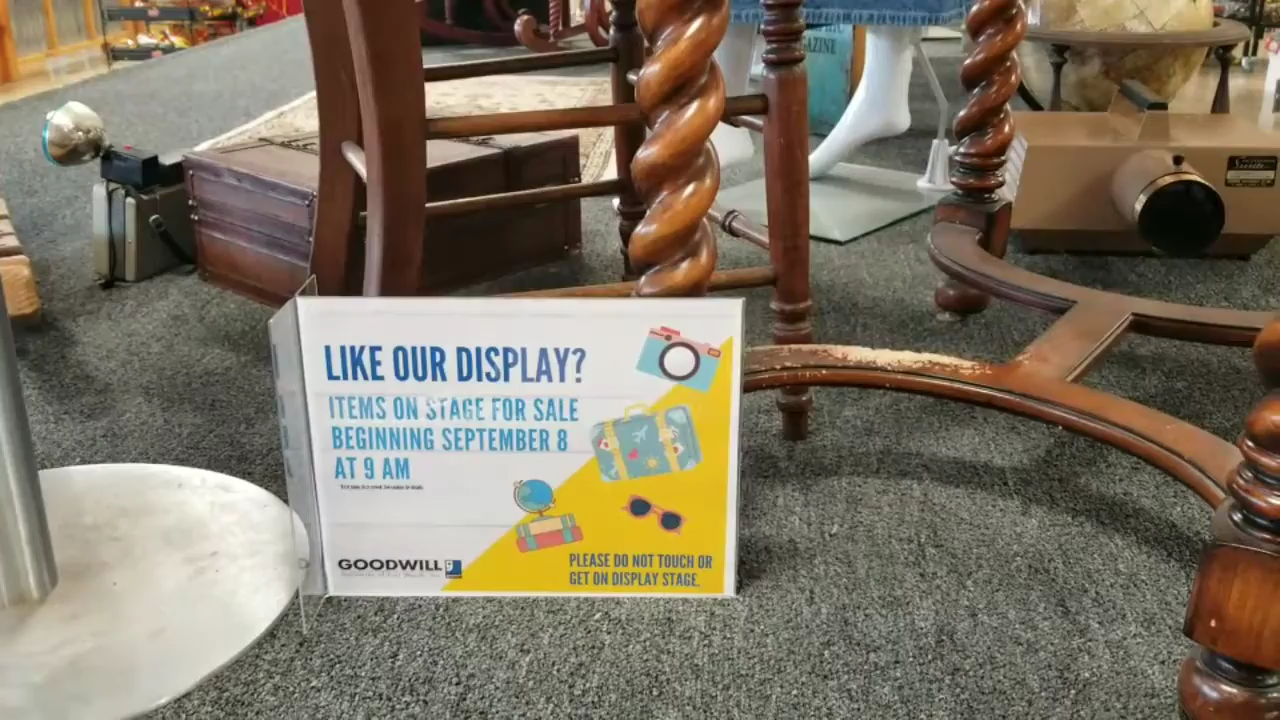 LIKE OUR DISPLAY?
ITEMS ON STAGE FOR SALE
BEGINNING SEPTEMBER 8
AT 9 AM
GOODWILL
PLEASE DO NOT TOUCH OR
GET ON DISPLAY STAGE.
AZINE